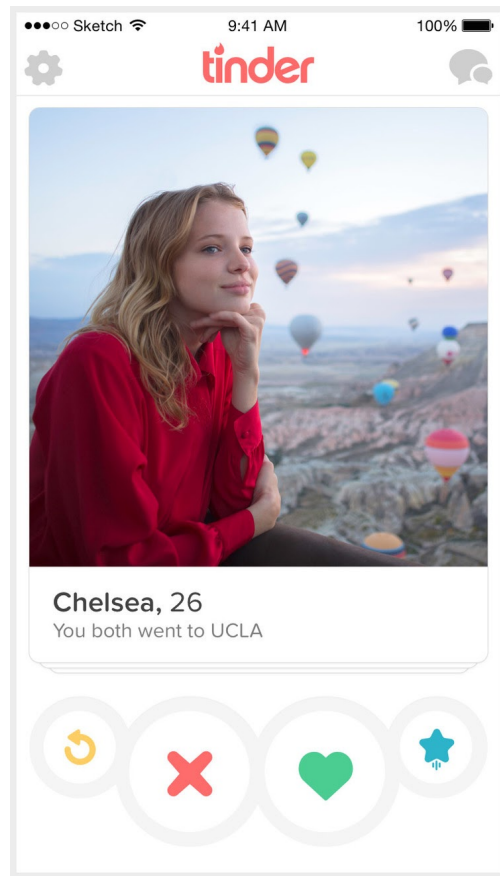 ●●●○○ Sketch 9:41 AM 100%
tinder
Chelsea, 26
You both went to UCLA